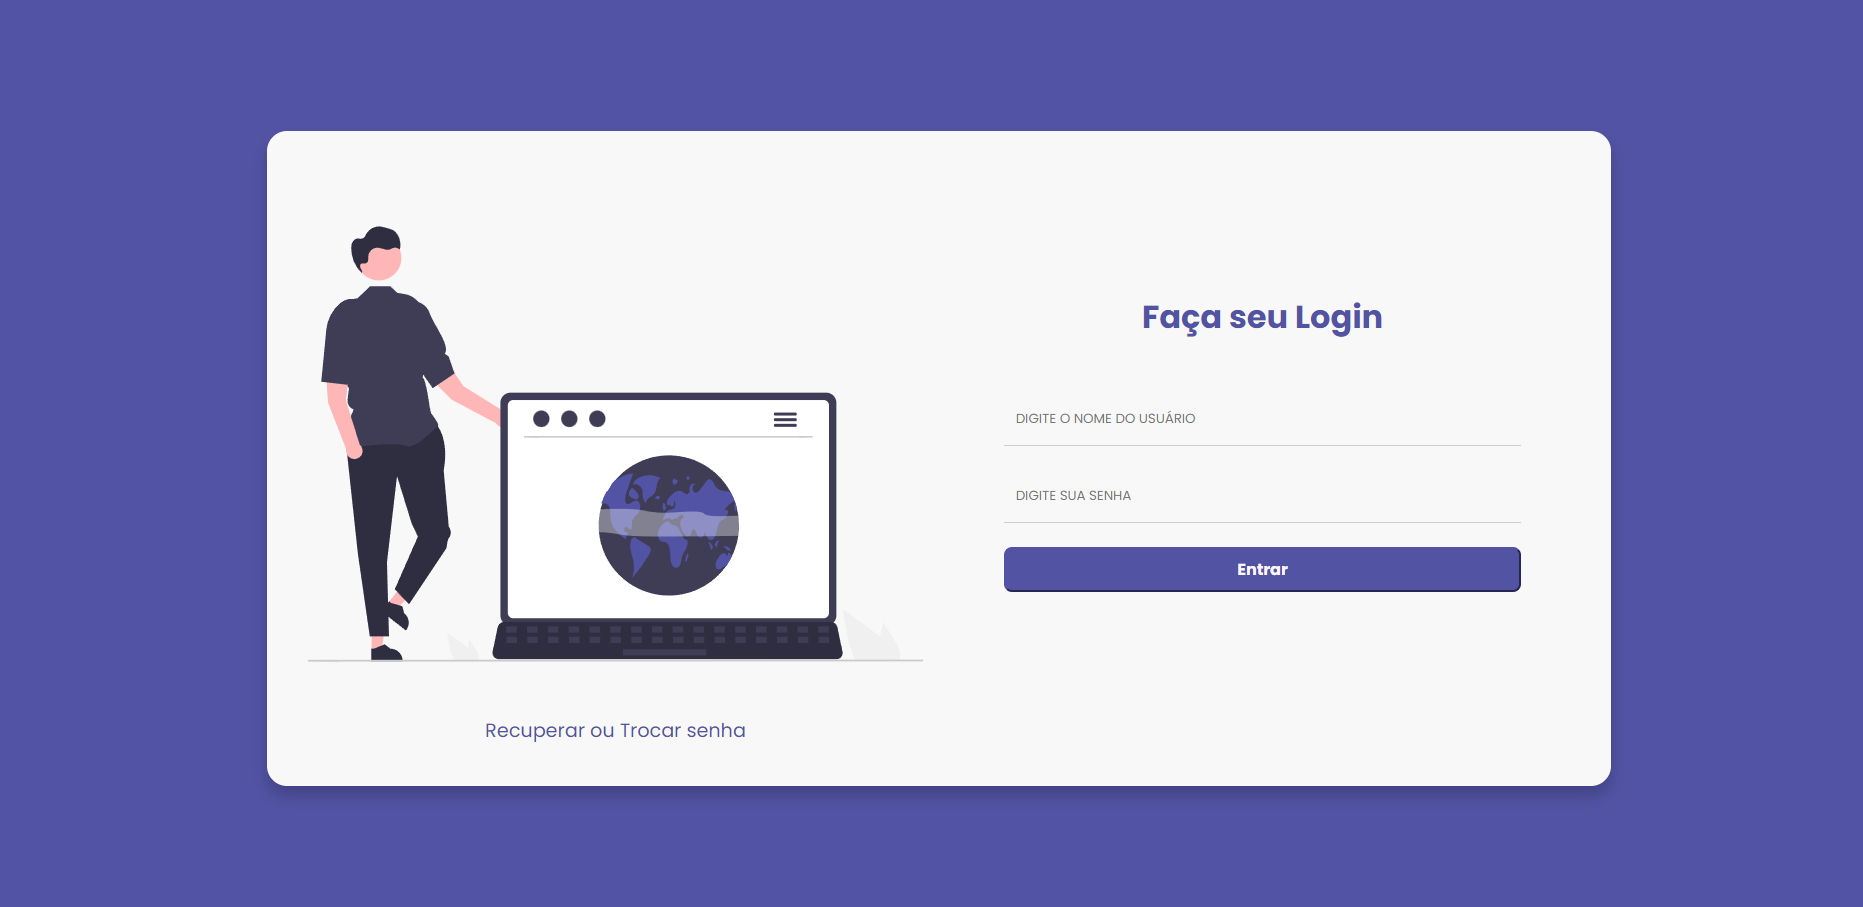 Faça seu Login
DIGITE O NOME DO USUÁRIO
DIGITE SUA SENHA
Entrar
Recuperar ou Trocar senha